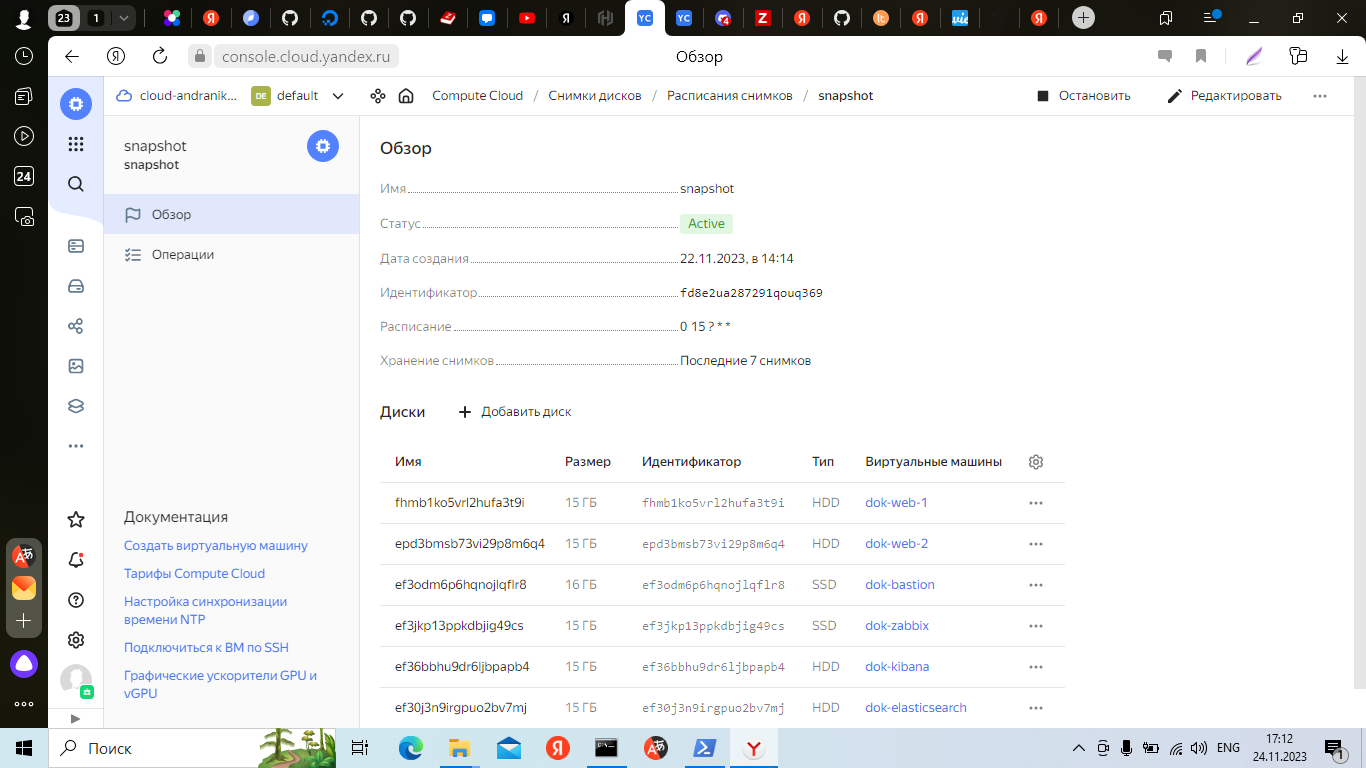 23
1
YC
YC
Z
lt.
vie
console.cloud.yandex.ru
Обзор
24
cloud-andranik...
DE
default
Compute Cloud / Снимки дисков / Расписания снимков / snapshot
Остановить
Редактировать
snapshot
snapshot
Обзор
Операции
Документация
Создать виртуальную машину
Тарифы Compute Cloud
Настройка синхронизации
времени NTP
Подключиться к ВМ по SSH
Графические ускорители GPU и
vGPU
Обзор
Имя snapshot
Статус Active
Дата создания 22.11.2023, в 14:14
Идентификатор fd8e2ua287291qouq369
Расписание 0 15 ? * *
Хранение снимков Последние 7 снимков
Диски + Добавить диск
Имя Размер Идентификатор Тип Виртуальные машины
fhmb1ko5vrl2hufa3t9i 15 ГБ fhmb1ko5vrl2hufa3t9i HDD dok-web-1
epd3bmsb73vi29p8m6q4 15 ГБ epd3bmsb73vi29p8m6q4 HDD dok-web-2
ef3odm6p6hqnojlqflr8 16 ГБ ef3odm6p6hqnojlqflr8 SSD dok-bastion
ef3jkp13ppkdbjig49cs 15 ГБ ef3jkp13ppkdbjig49cs SSD dok-zabbix
ef36bbhu9dr6ljbpapb4 15 ГБ ef36bbhu9dr6ljbpapb4 HDD dok-kibana
ef30j3n9irgpuo2bv7mj 15 ГБ ef30j3n9irgpuo2bv7mj HDD dok-elasticsearch
Поиск
ENG
17:12
24.11.2023
1